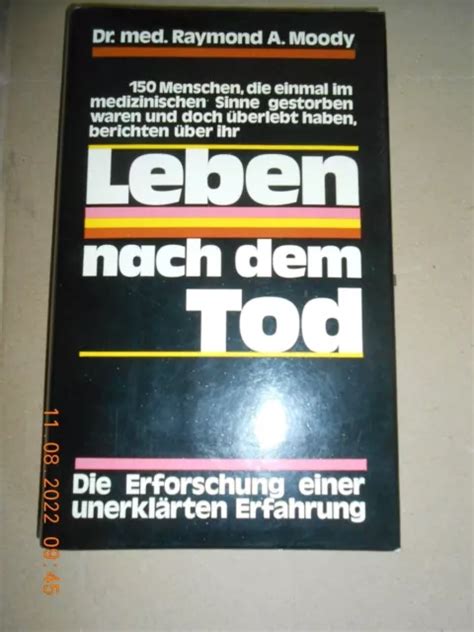 Dr. med. Raymond A. Moody
150 Menschen, die einmal im
medizinischen Sinne gestorben
waren und doch überlebt haben,
berichten über ihr
Leben
nach dem
Tod
Die Erforschung einer
unerklärten Erfahrung
11 08 2022 09:45